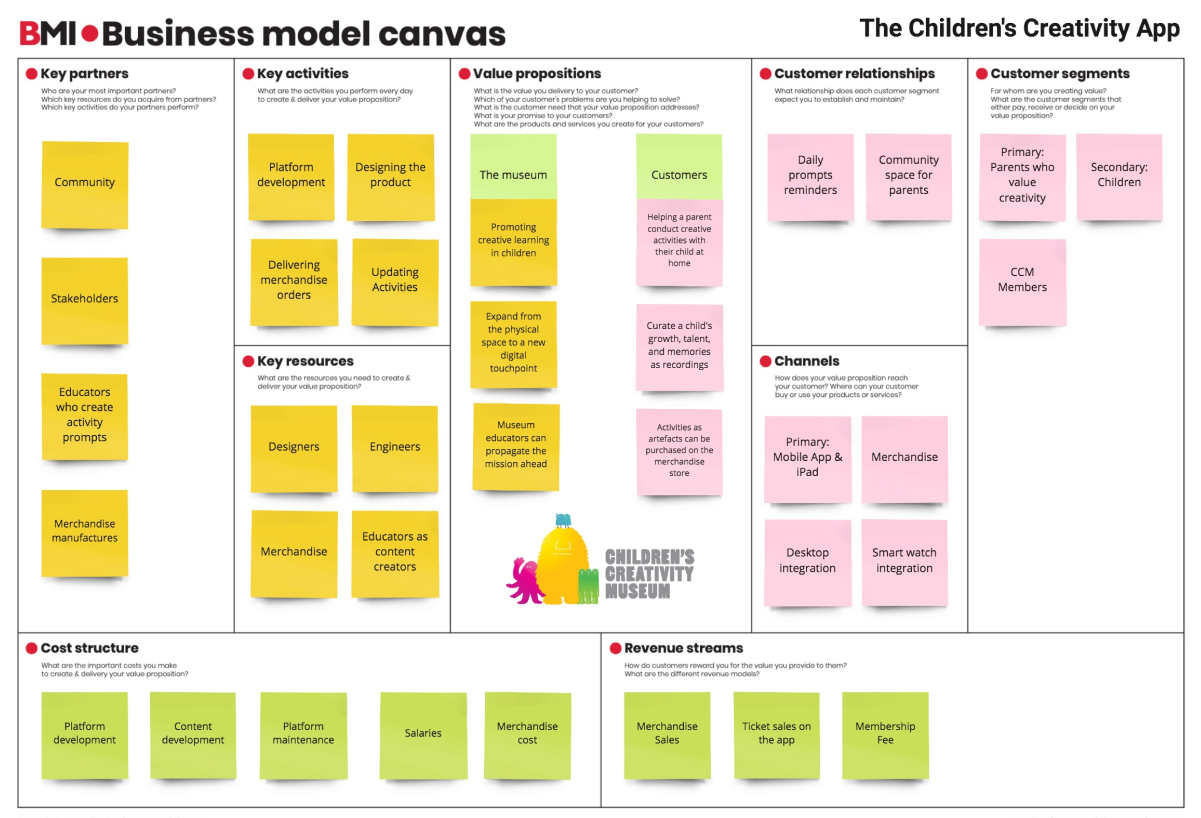 BMI Business model canvas
The Children's Creativity App
Key partners
Who are your most important partners?
Which key resources do you acquire from partners?
Which key activities do your partners perform?
Community
Stakeholders
Educators
who create
activity
prompts
Merchandise
manufactures
Key activities
What are the activities you perform every day
to create & deliver your value proposition?
Platform
development
Designing the
product
Delivering
merchandise
orders
Updating
Activities
Key resources
What are the resources you need to create &
deliver your value proposition?
Designers
Engineers
Merchandise
Educators as
content
creators
Value propositions
What is the value you deliver to your customer?
Which of your customer's problems are you helping to solve?
What is the customer need that your value proposition addresses?
What is your promise to your customers?
What are the products and services you create for your customers?
The museum
Promoting
creative learning
in children
Expand from
the physical
space to a new
digital
touchpoint
Museum
educators can
propagate the
mission ahead
Customers
Helping a parent
conduct creative
activities with
their child at
home
Curate a child's
growth, talent,
and memories
as recordings
Activities as
artefacts can be
purchased on the
merchandise
store
CHILDREN'S
CREATIVITY
MUSEUM
Customer relationships
What relationship does each customer segment
expect you to establish and maintain?
Daily
prompts
reminders
Community
space for
parents
Channels
How does your value proposition reach
your customer? Where can your customer
buy or use your products or services?
Primary:
Mobile App &
iPad
Merchandise
Desktop
integration
Smart watch
integration
Customer segments
For whom are you creating value?
What are the customer segments that
either pay, receive or decide on your
value proposition?
Primary:
Parents who
value
creativity
Secondary:
Children
CCM
Members
Cost structure
What are the important costs you make
to create & delivery your value proposition?
Platform
development
Content
development
Platform
maintenance
Salaries
Merchandise
cost
Revenue streams
How do customers reward you for the value you provide to them?
What are the different revenue models?
Merchandise
Sales
Ticket sales on
the app
Membership
Fee